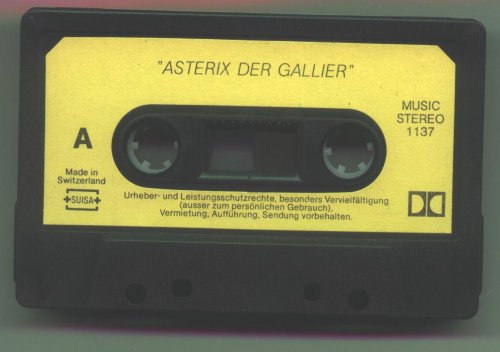 "ASTERIX DER GALLIER"
MUSIC
STEREO
1137
A
Made in
Switzerland
SUISA
Urheber- und Leistungsschutzrechte, besonders Vervielfältigung
(ausser zum persönlichen Gebrauch),
Vermietung, Aufführung, Sendung vorbehalten.